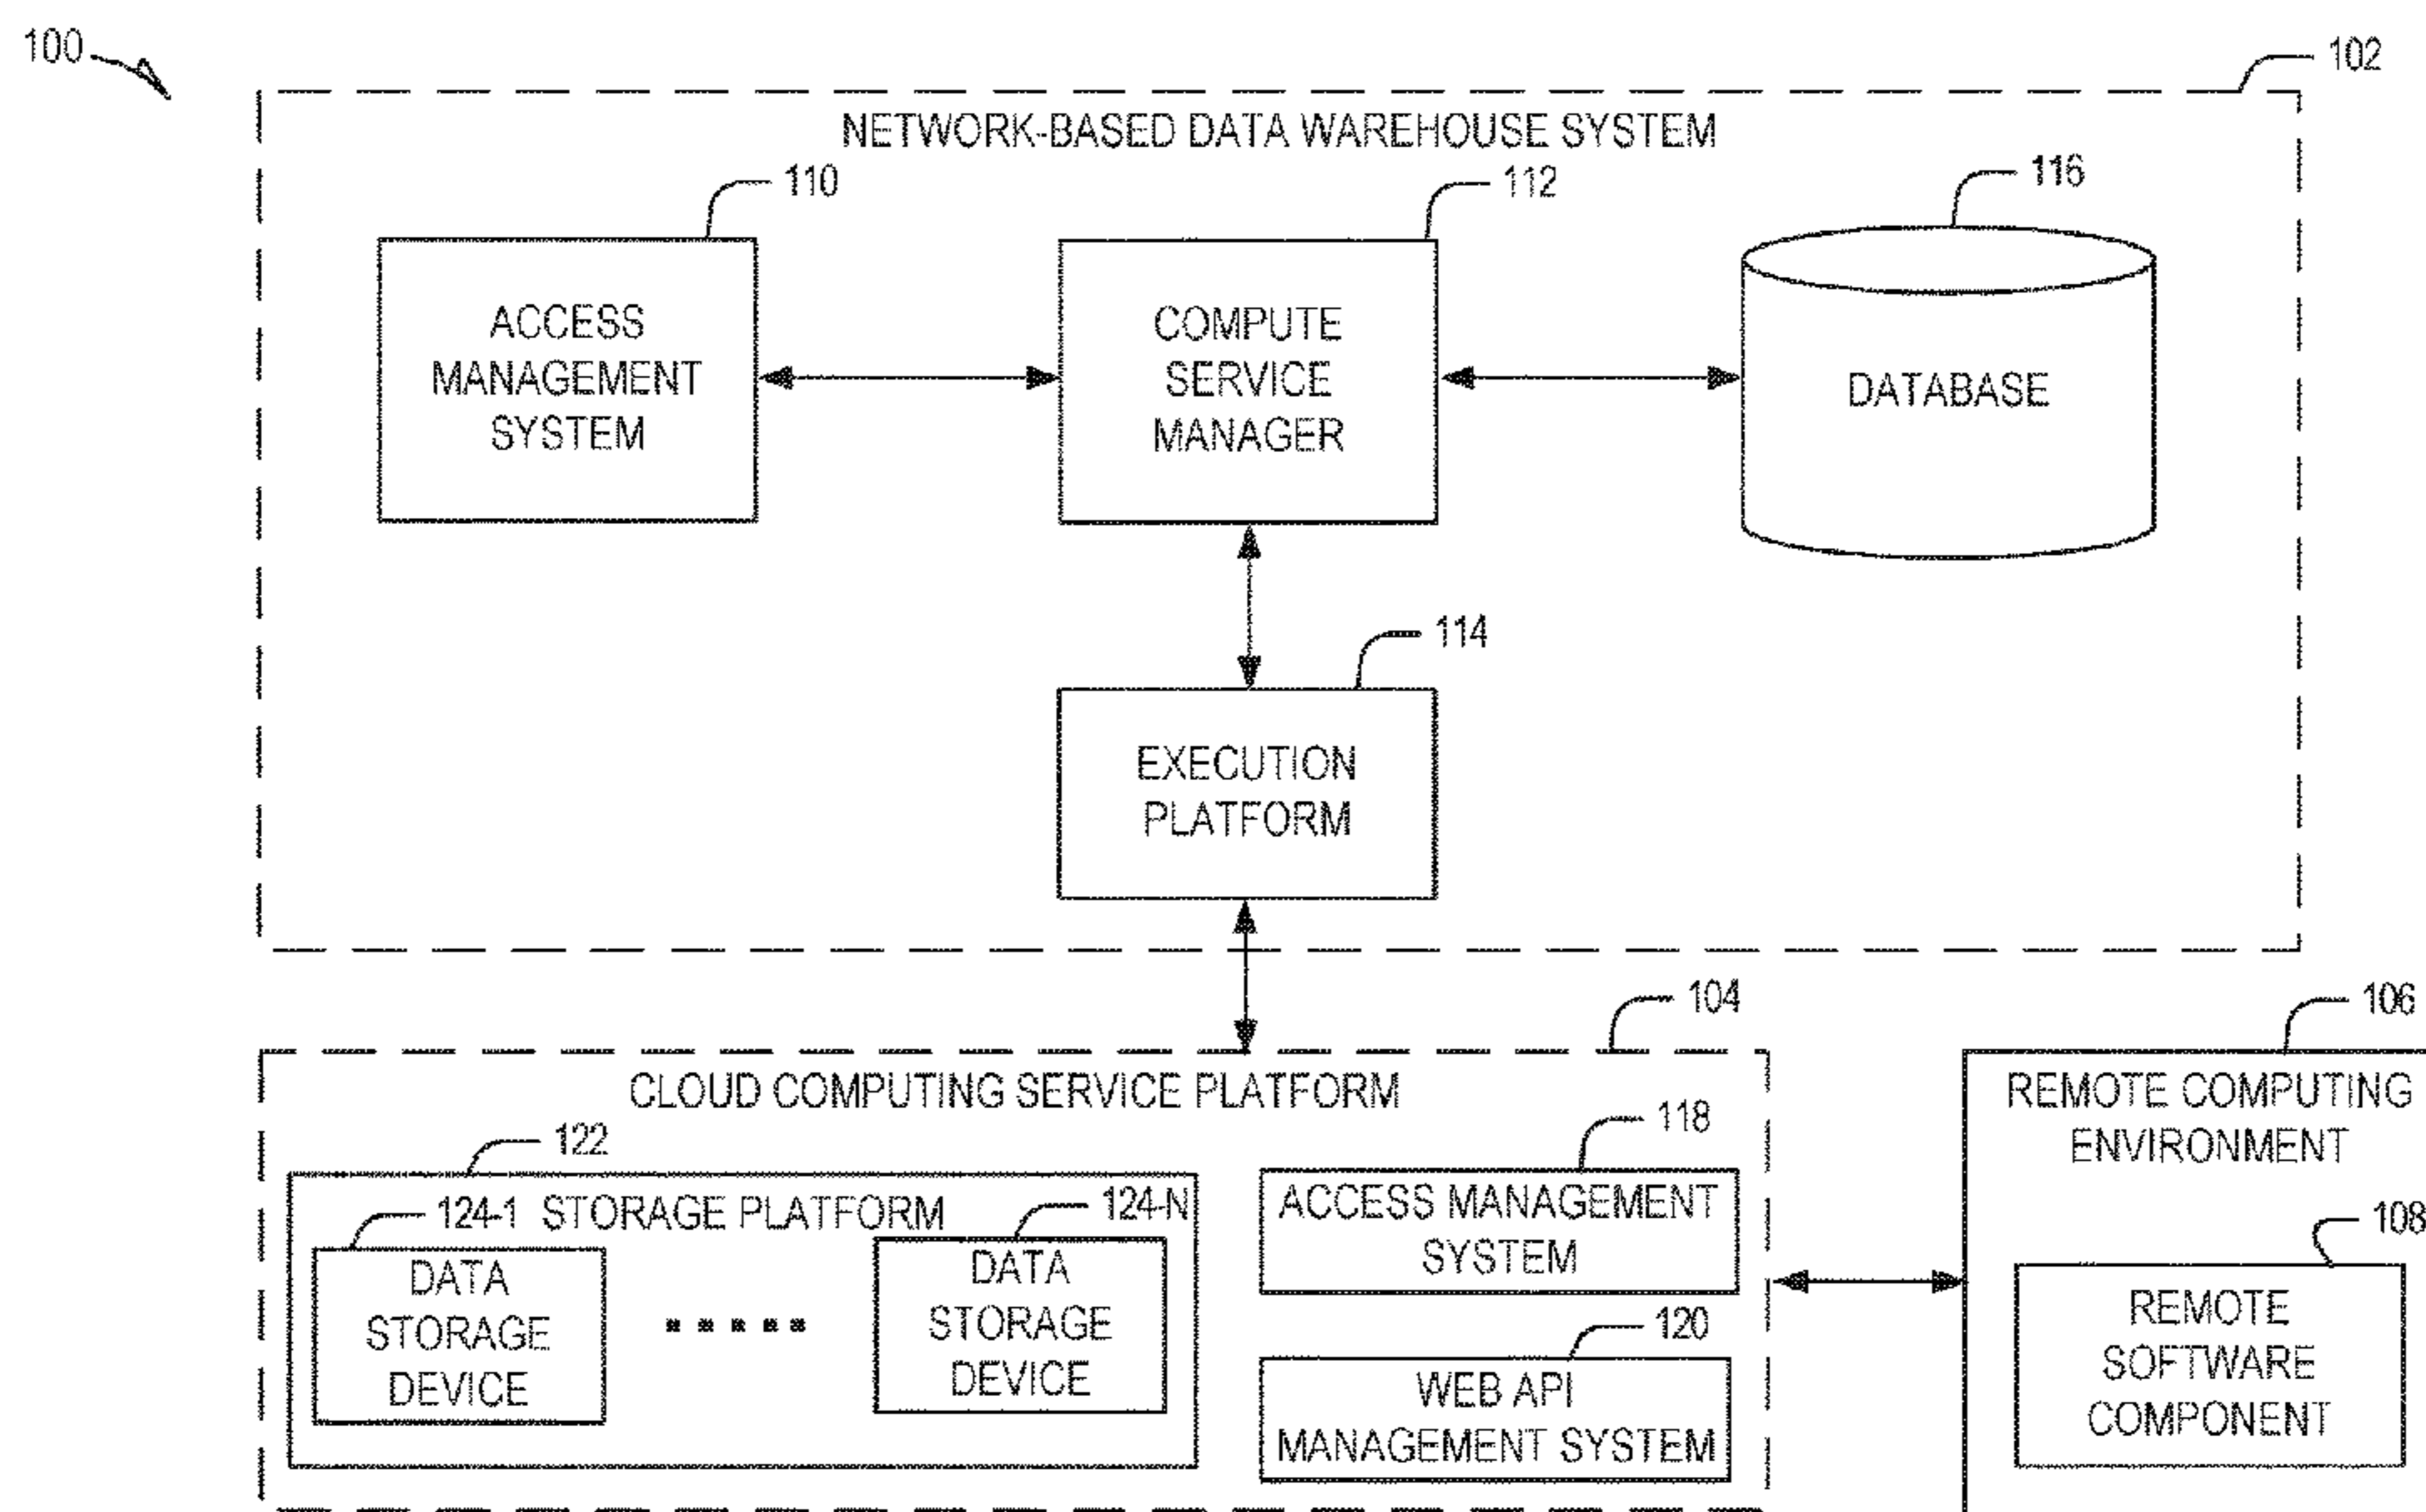 100
102
NETWORK-BASED DATA WAREHOUSE SYSTEM
110
112
116
ACCESS
MANAGEMENT
SYSTEM
COMPUTE
SERVICE
MANAGER
DATABASE
114
EXECUTION
PLATFORM
104
106
CLOUD COMPUTING SERVICE PLATFORM
REMOTE COMPUTING
ENVIRONMENT
122
118
124-1 STORAGE PLATFORM 124-N
DATA
STORAGE
DEVICE
DATA
STORAGE
DEVICE
ACCESS MANAGEMENT
SYSTEM
120
WEB API
MANAGEMENT SYSTEM
108
REMOTE
SOFTWARE
COMPONENT